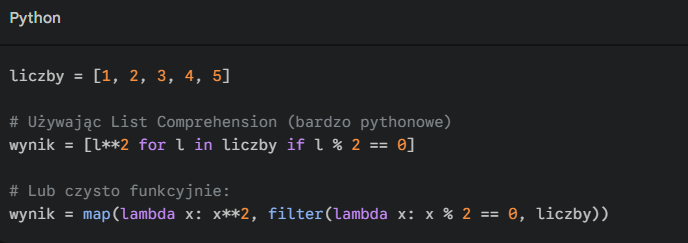 Python
liczby = [1, 2, 3, 4, 5]
# Używając List Comprehension (bardzo pythonowe)
wynik = [l**2 for l in liczby if l % 2 == 0]
# Lub czysto funkcyjnie:
wynik = map(lambda x: x**2, filter(lambda x: x % 2 == 0, liczby))